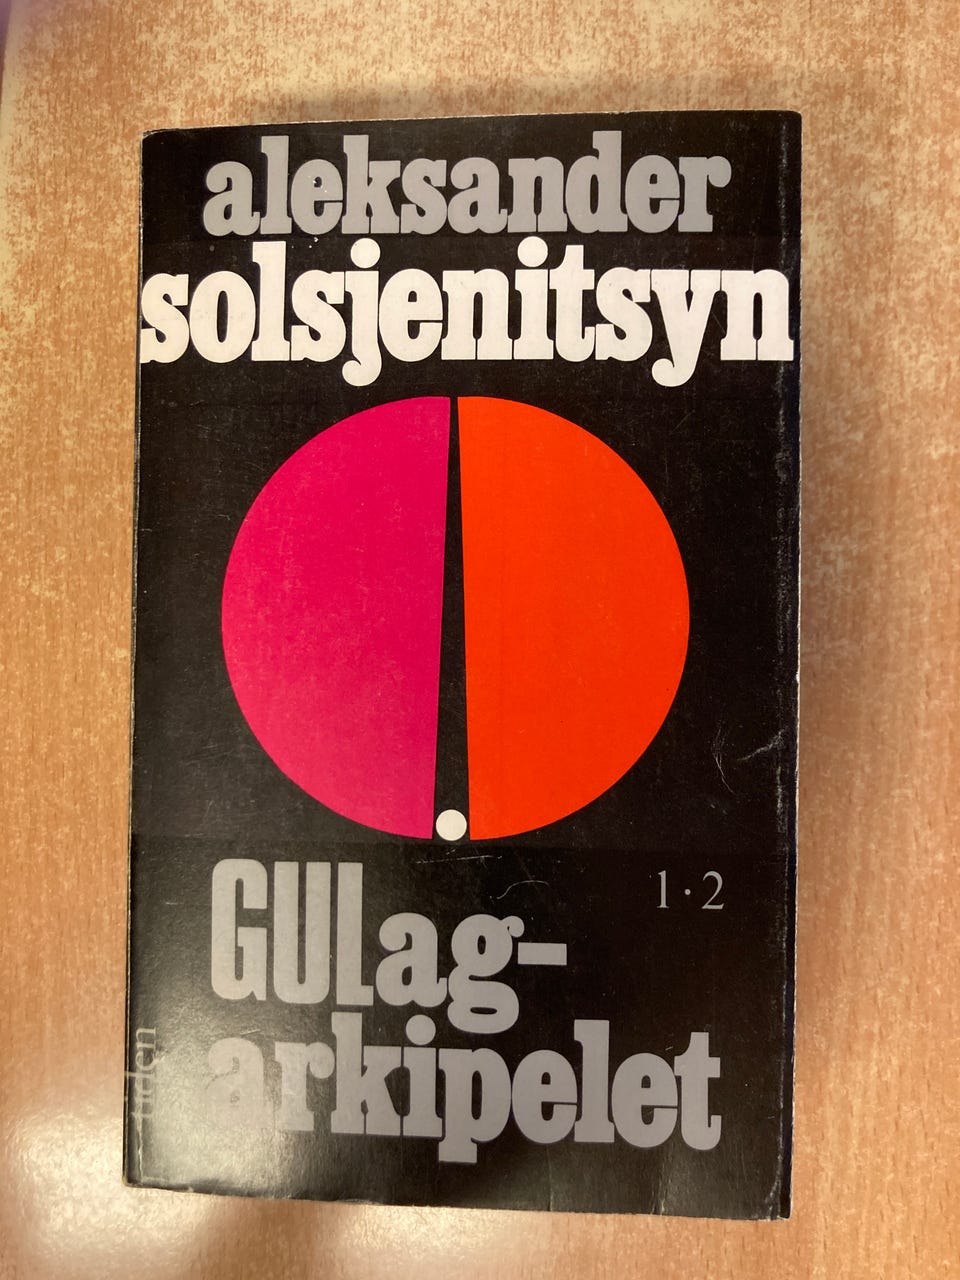 aleksander
solsjenitsyn
1·2
GULag-
arkipelet
tiden